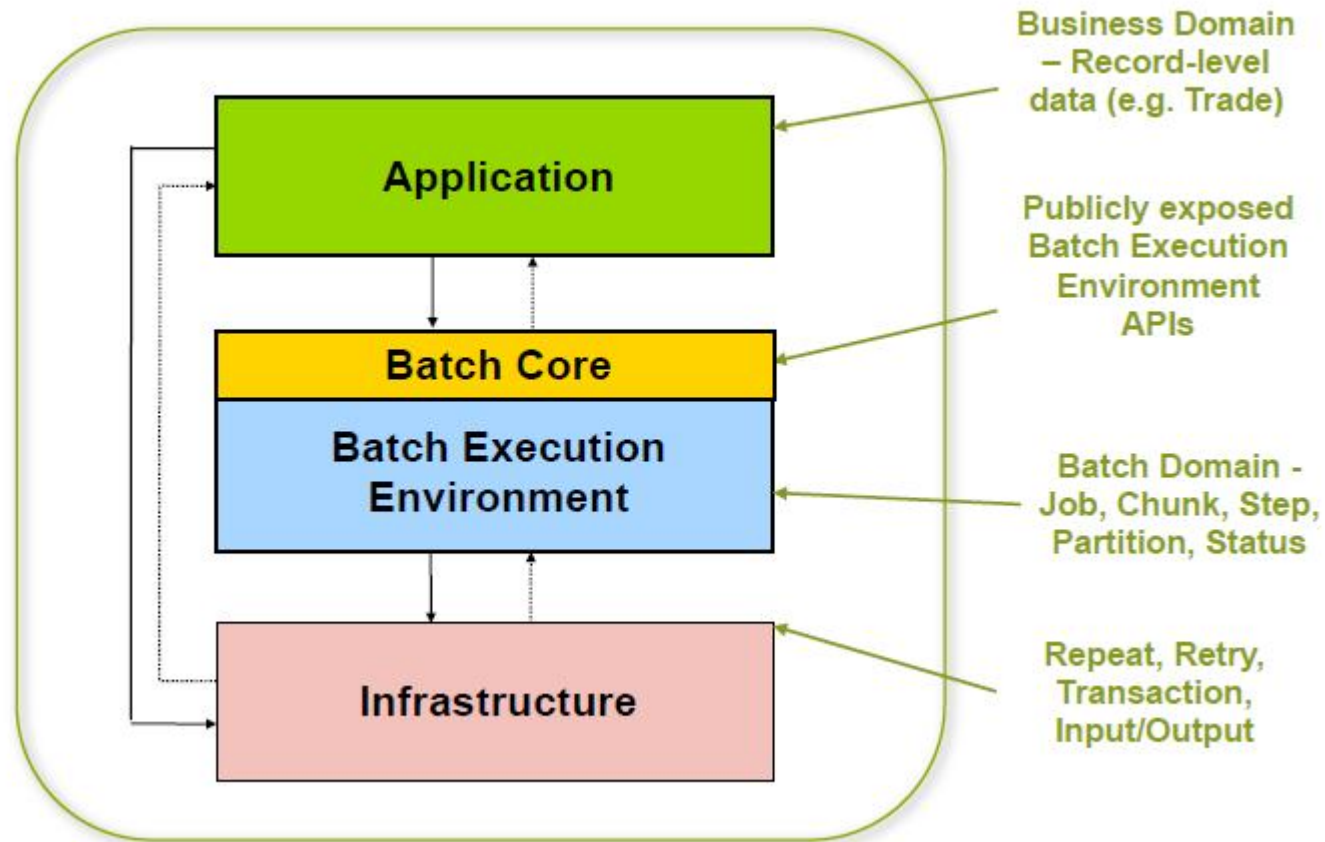 Business Domain
– Record-level
data (e.g. Trade)
Application
Publicly exposed
Batch Execution
Environment
APIs
Batch Core
Batch Execution
Environment
Batch Domain -
Job, Chunk, Step,
Partition, Status
Infrastructure
Repeat, Retry,
Transaction,
Input/Output